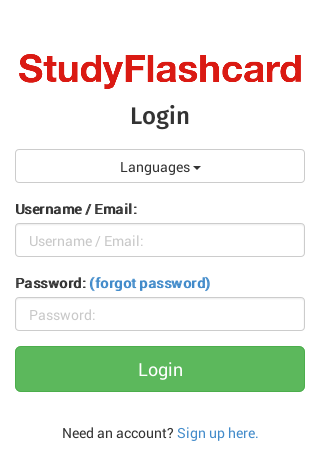 StudyFlashcard
Login
Languages
Username / Email:
Username / Email:
Password: (forgot password)
Password:
Login
Need an account? Sign up here.